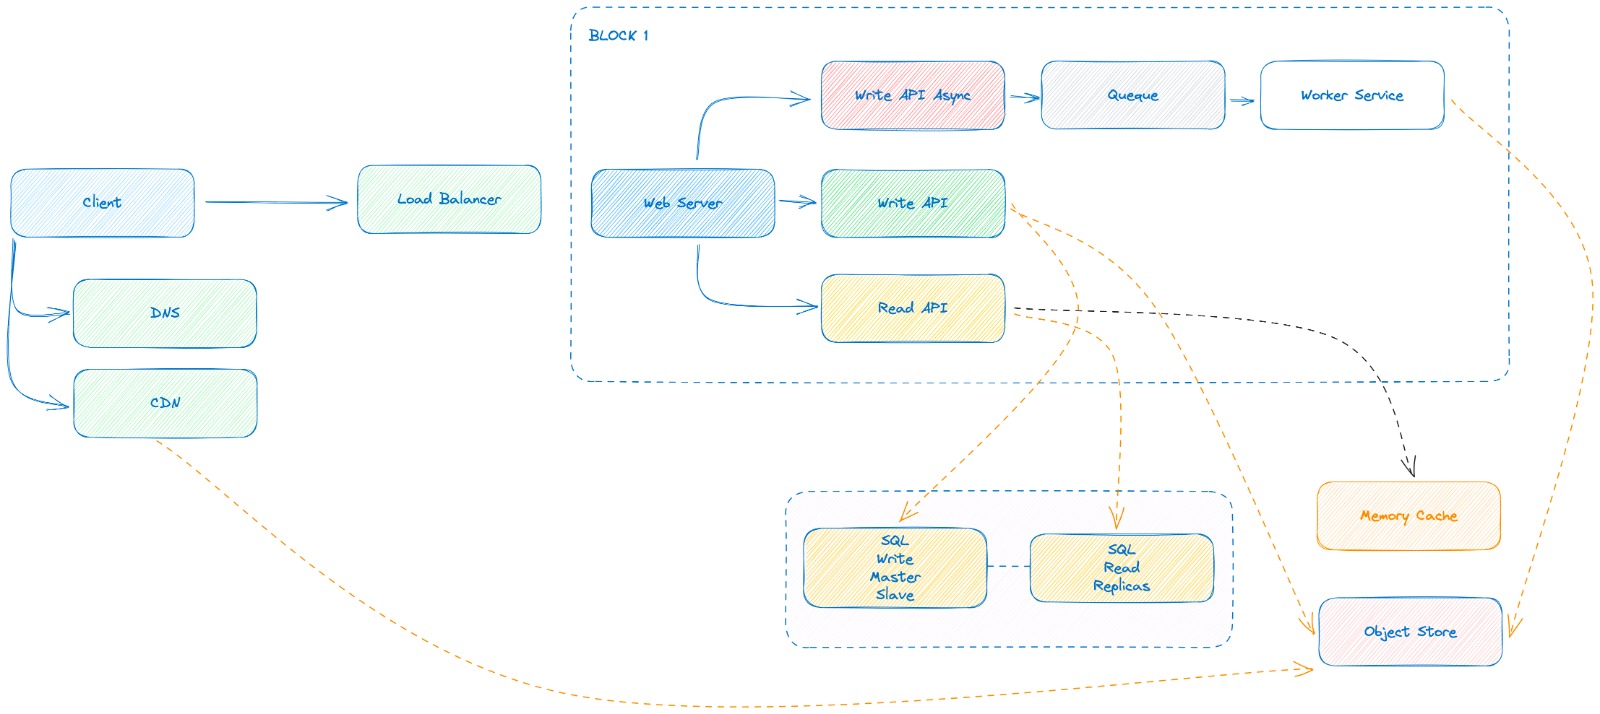 BLOCK 1
Write API Async
Queque
Worker Service
Client
Load Balancer
Web Server
Write API
DNS
Read API
CDN
Memory Cache
SQL
Write
Master
Slave
SQL
Read
Replicas
Object Store